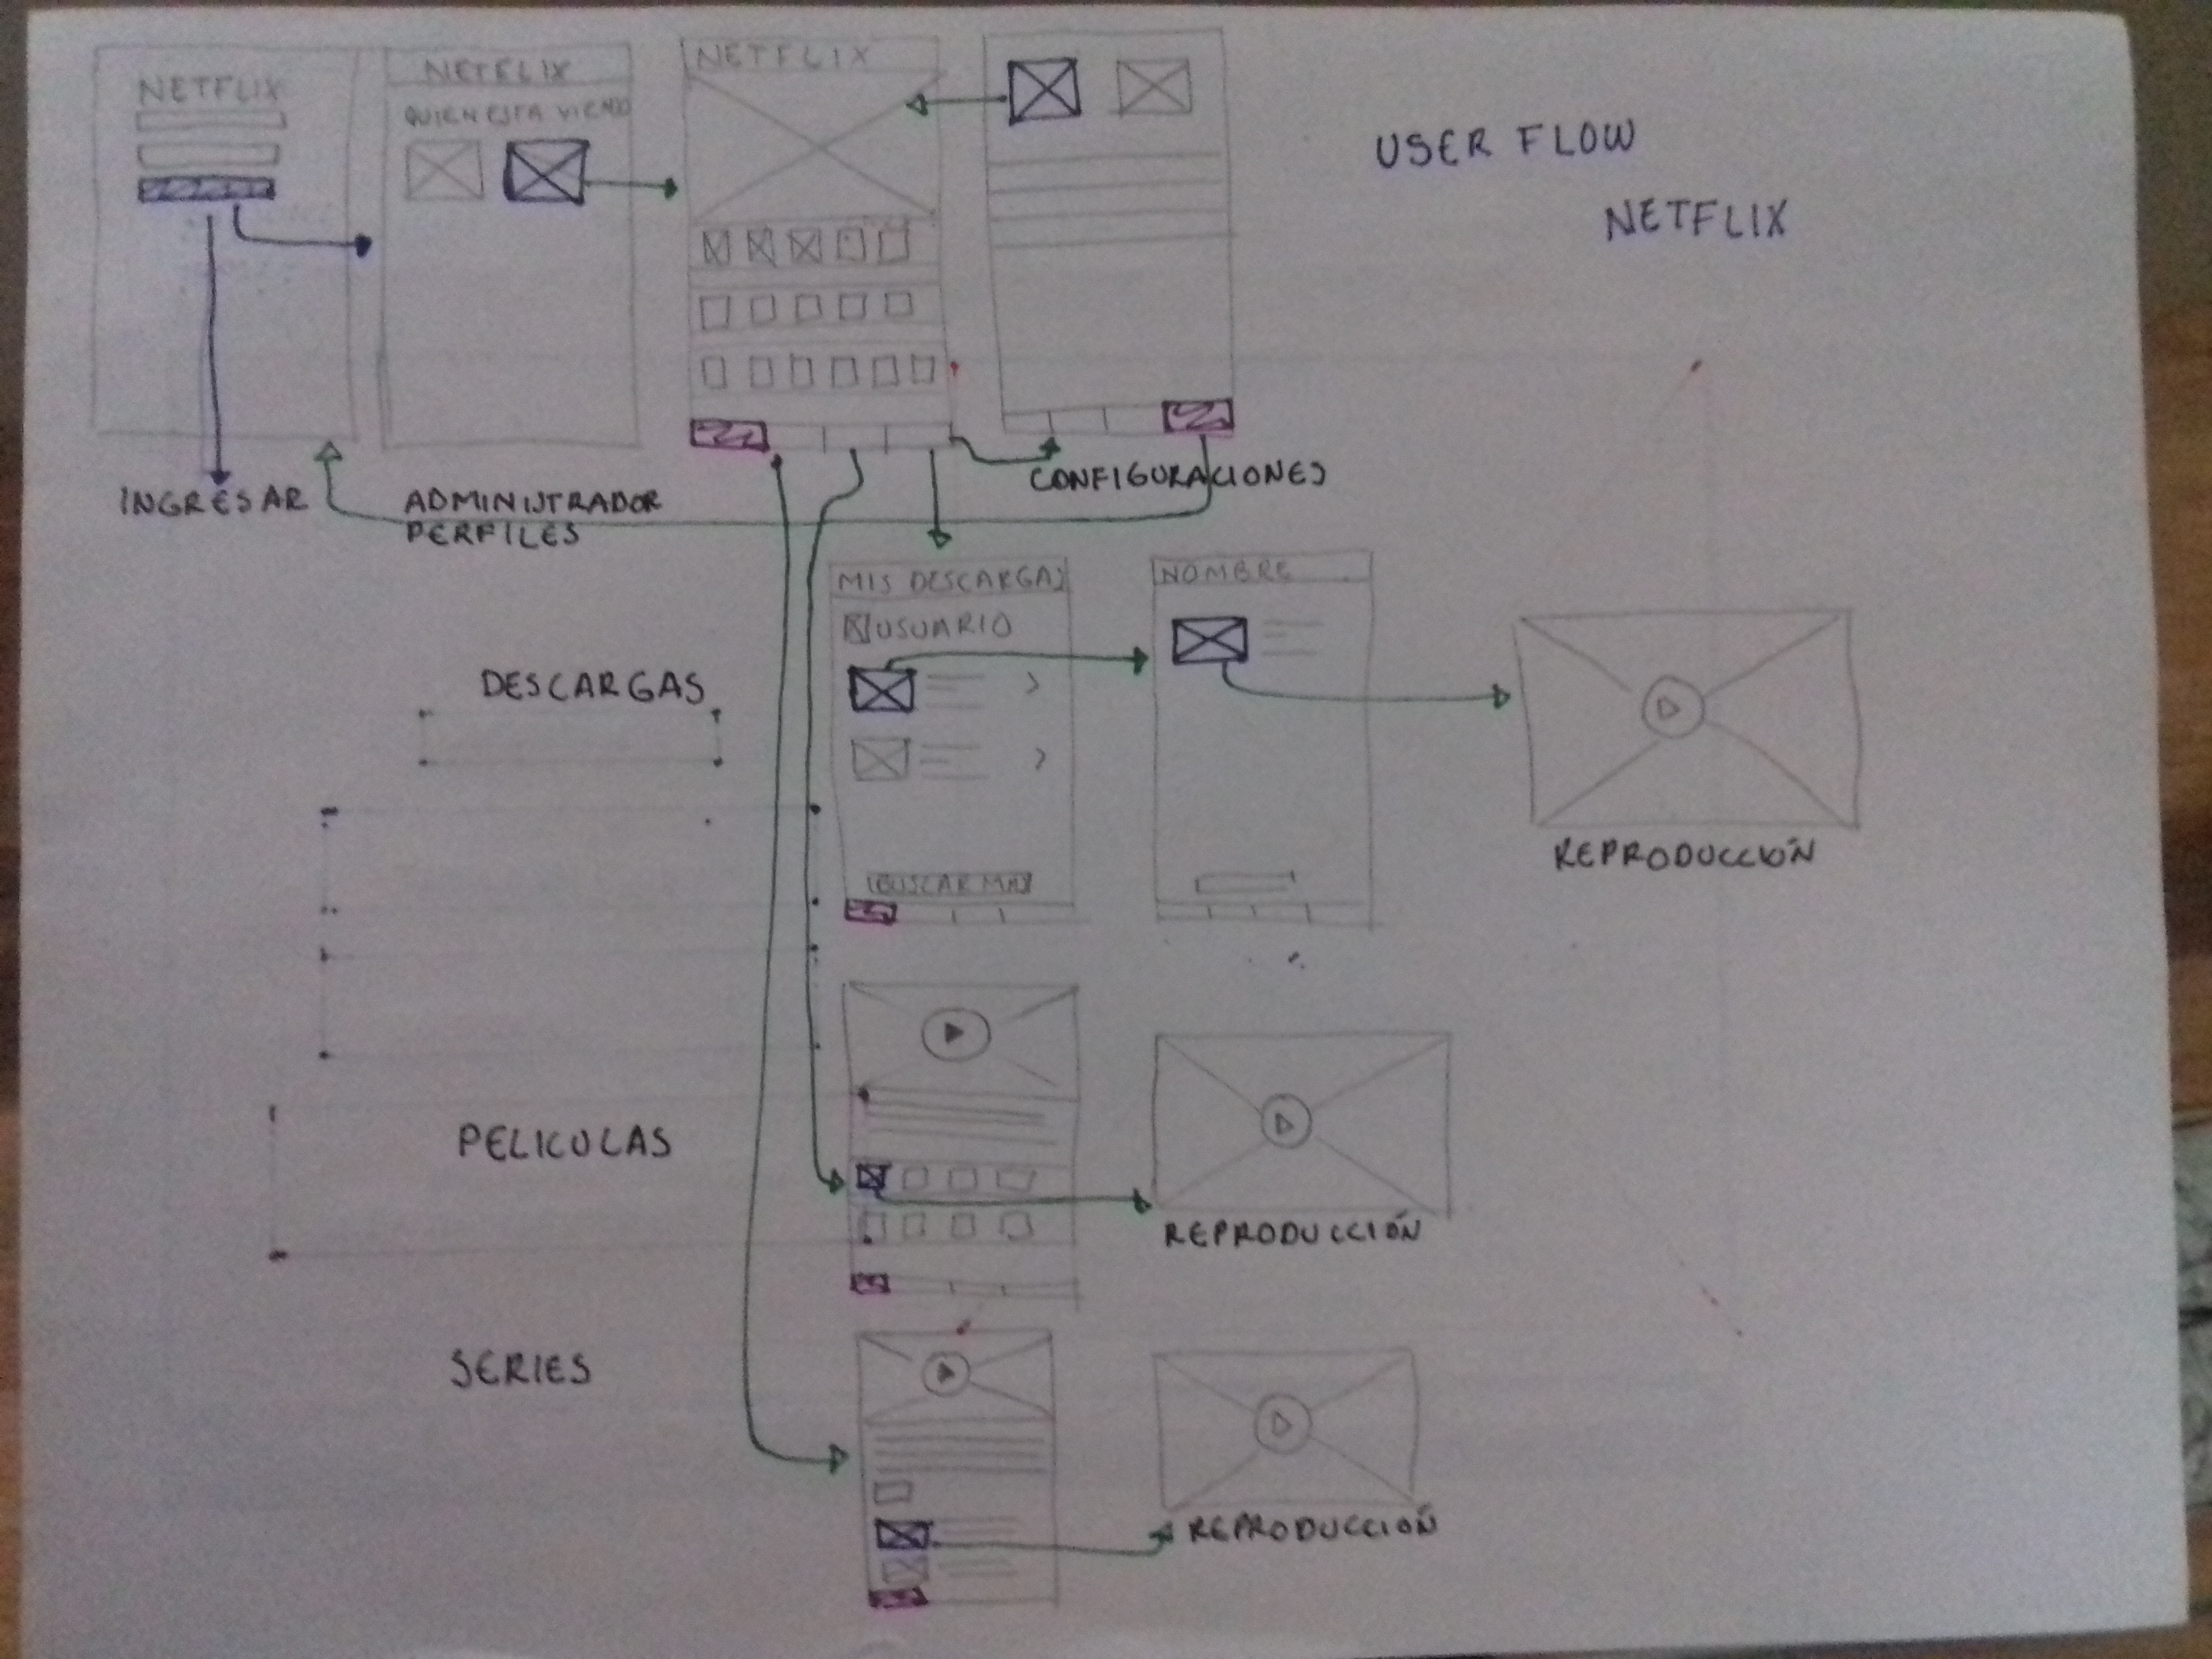 USER FLOW
NETFLIX
NETFLIX
INGRESAR
NETFLIX
QUIEN ESTA VIENDO
ADMINISTRADOR
PERFILES
NETFLIX
CONFIGURACIONES
DESCARGAS
MIS DESCARGAS
USUARIO
BUSCAR MAS
NOMBRE
REPRODUCCIÓN
PELICULAS
REPRODUCCIÓN
SERIES
REPRODUCCIÓN